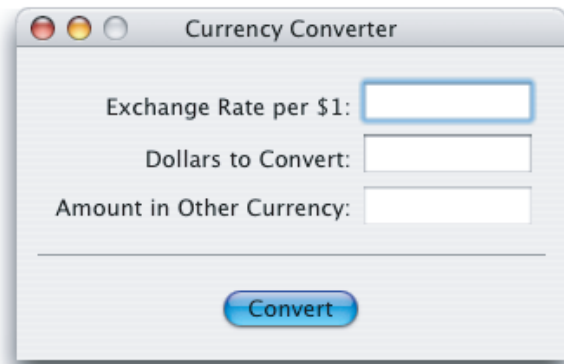 Currency Converter
Exchange Rate per $1:
Dollars to Convert:
Amount in Other Currency:
Convert